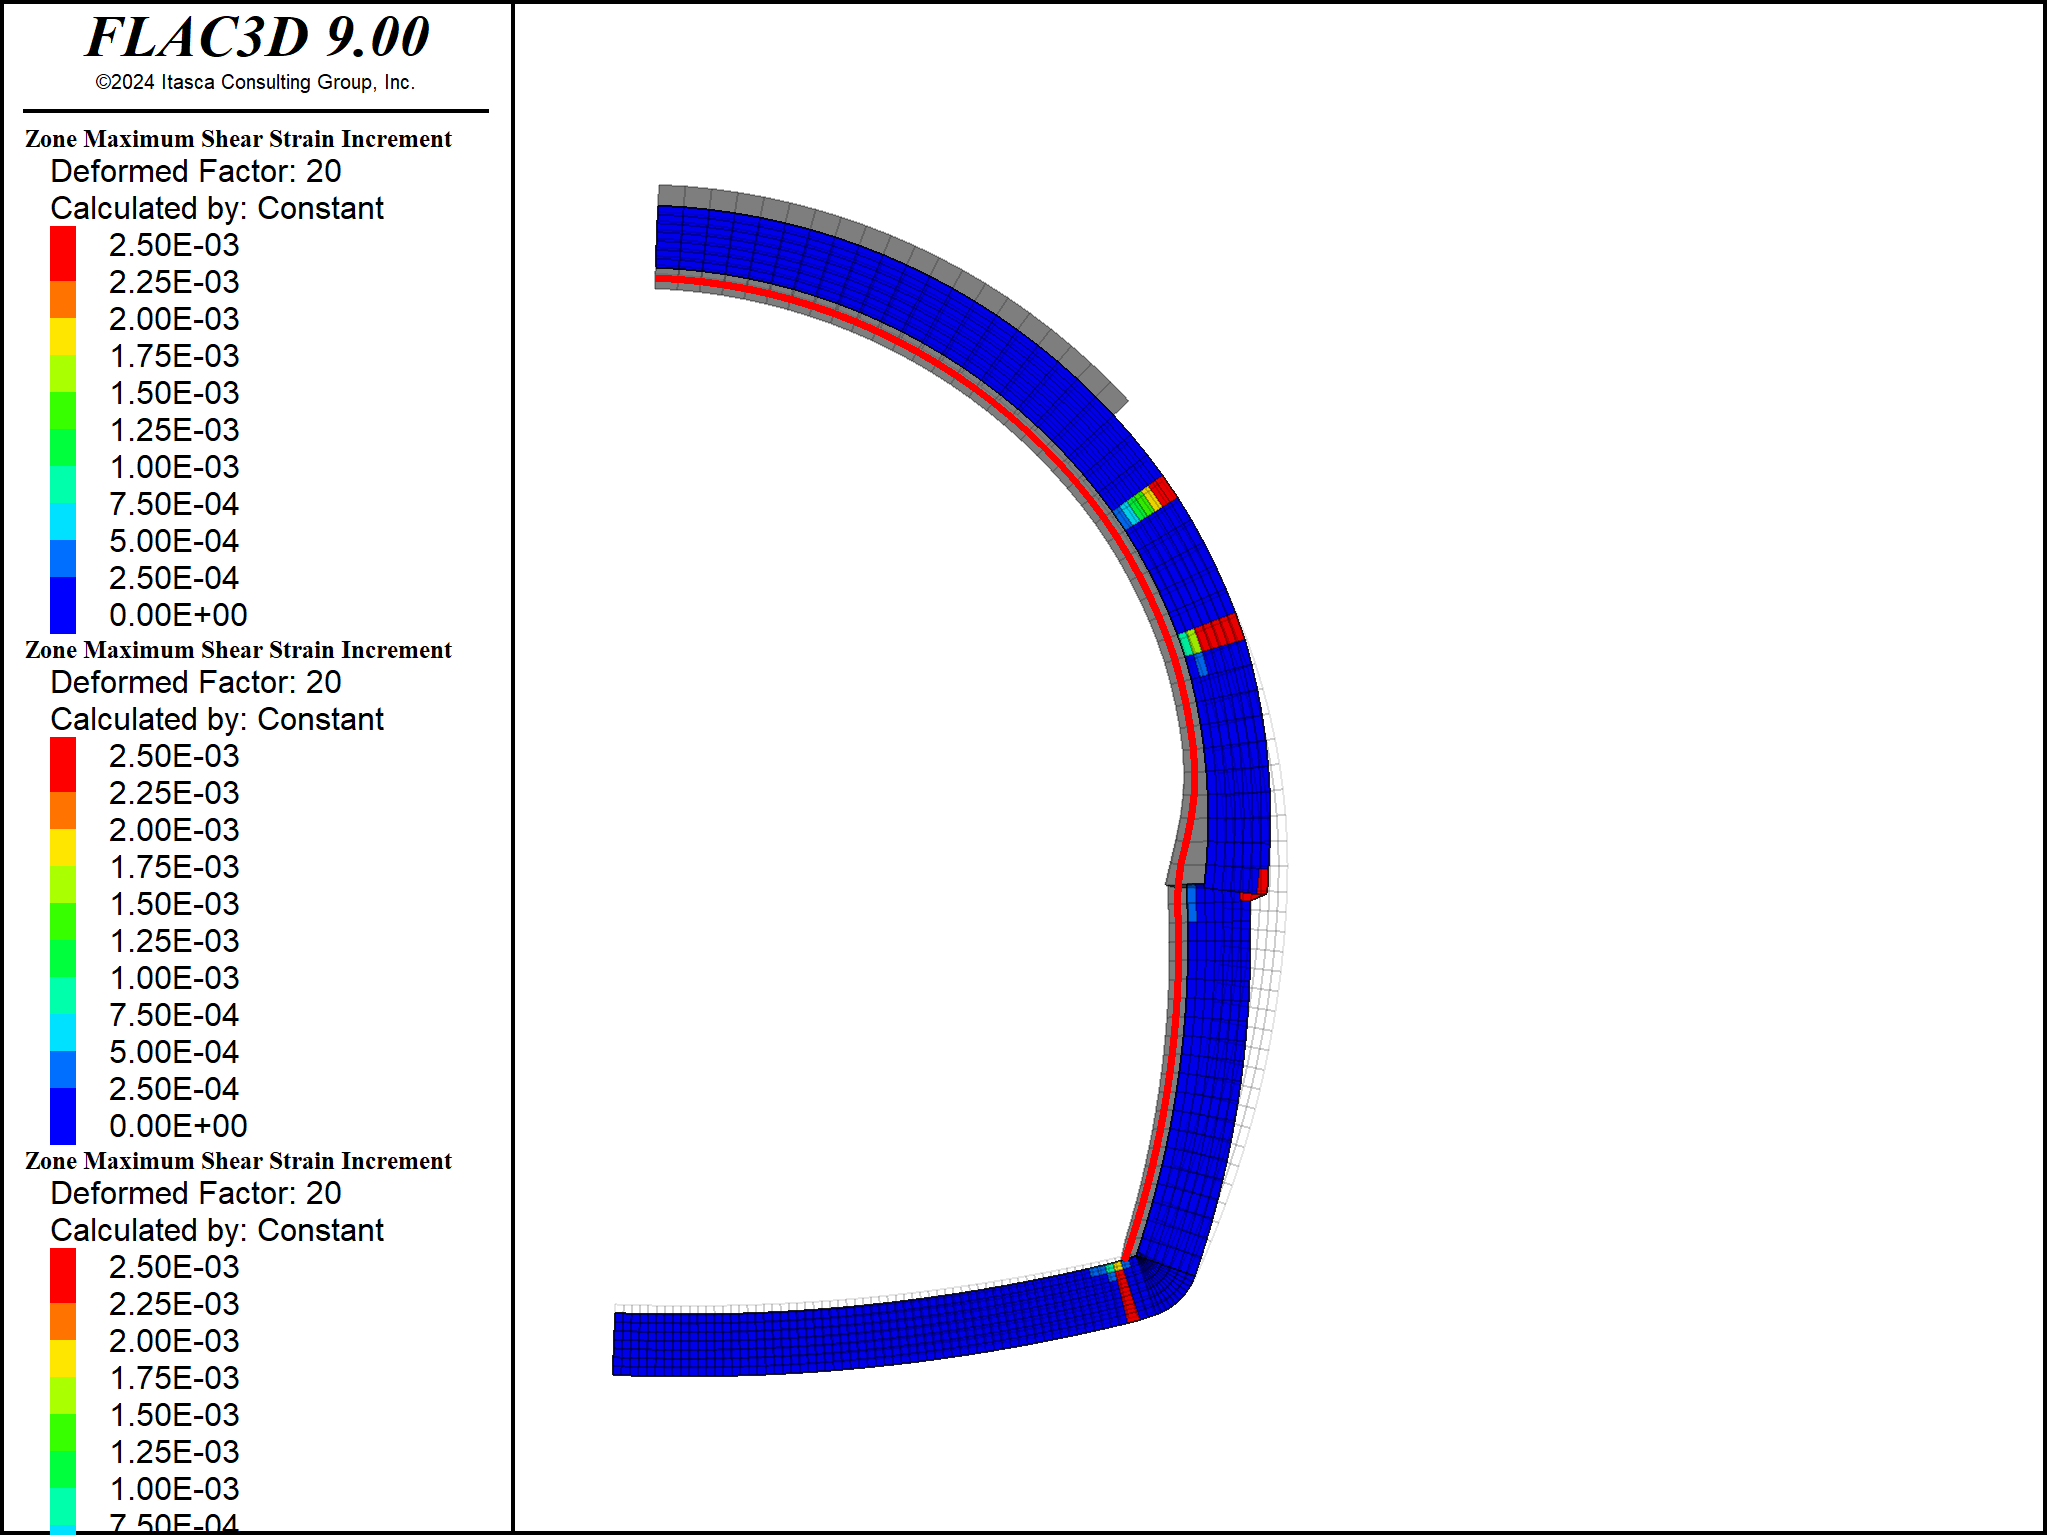 FLAC3D 9.00
©2024 Itasca Consulting Group, Inc.
Zone Maximum Shear Strain Increment
Deformed Factor: 20
Calculated by: Constant
2.50E-03
2.25E-03
2.00E-03
1.75E-03
1.50E-03
1.25E-03
1.00E-03
7.50E-04
5.00E-04
2.50E-04
0.00E+00
Zone Maximum Shear Strain Increment
Deformed Factor: 20
Calculated by: Constant
2.50E-03
2.25E-03
2.00E-03
1.75E-03
1.50E-03
1.25E-03
1.00E-03
7.50E-04
5.00E-04
2.50E-04
0.00E+00
Zone Maximum Shear Strain Increment
Deformed Factor: 20
Calculated by: Constant
2.50E-03
2.25E-03
2.00E-03
1.75E-03
1.50E-03
1.25E-03
1.00E-03
7.50E-04